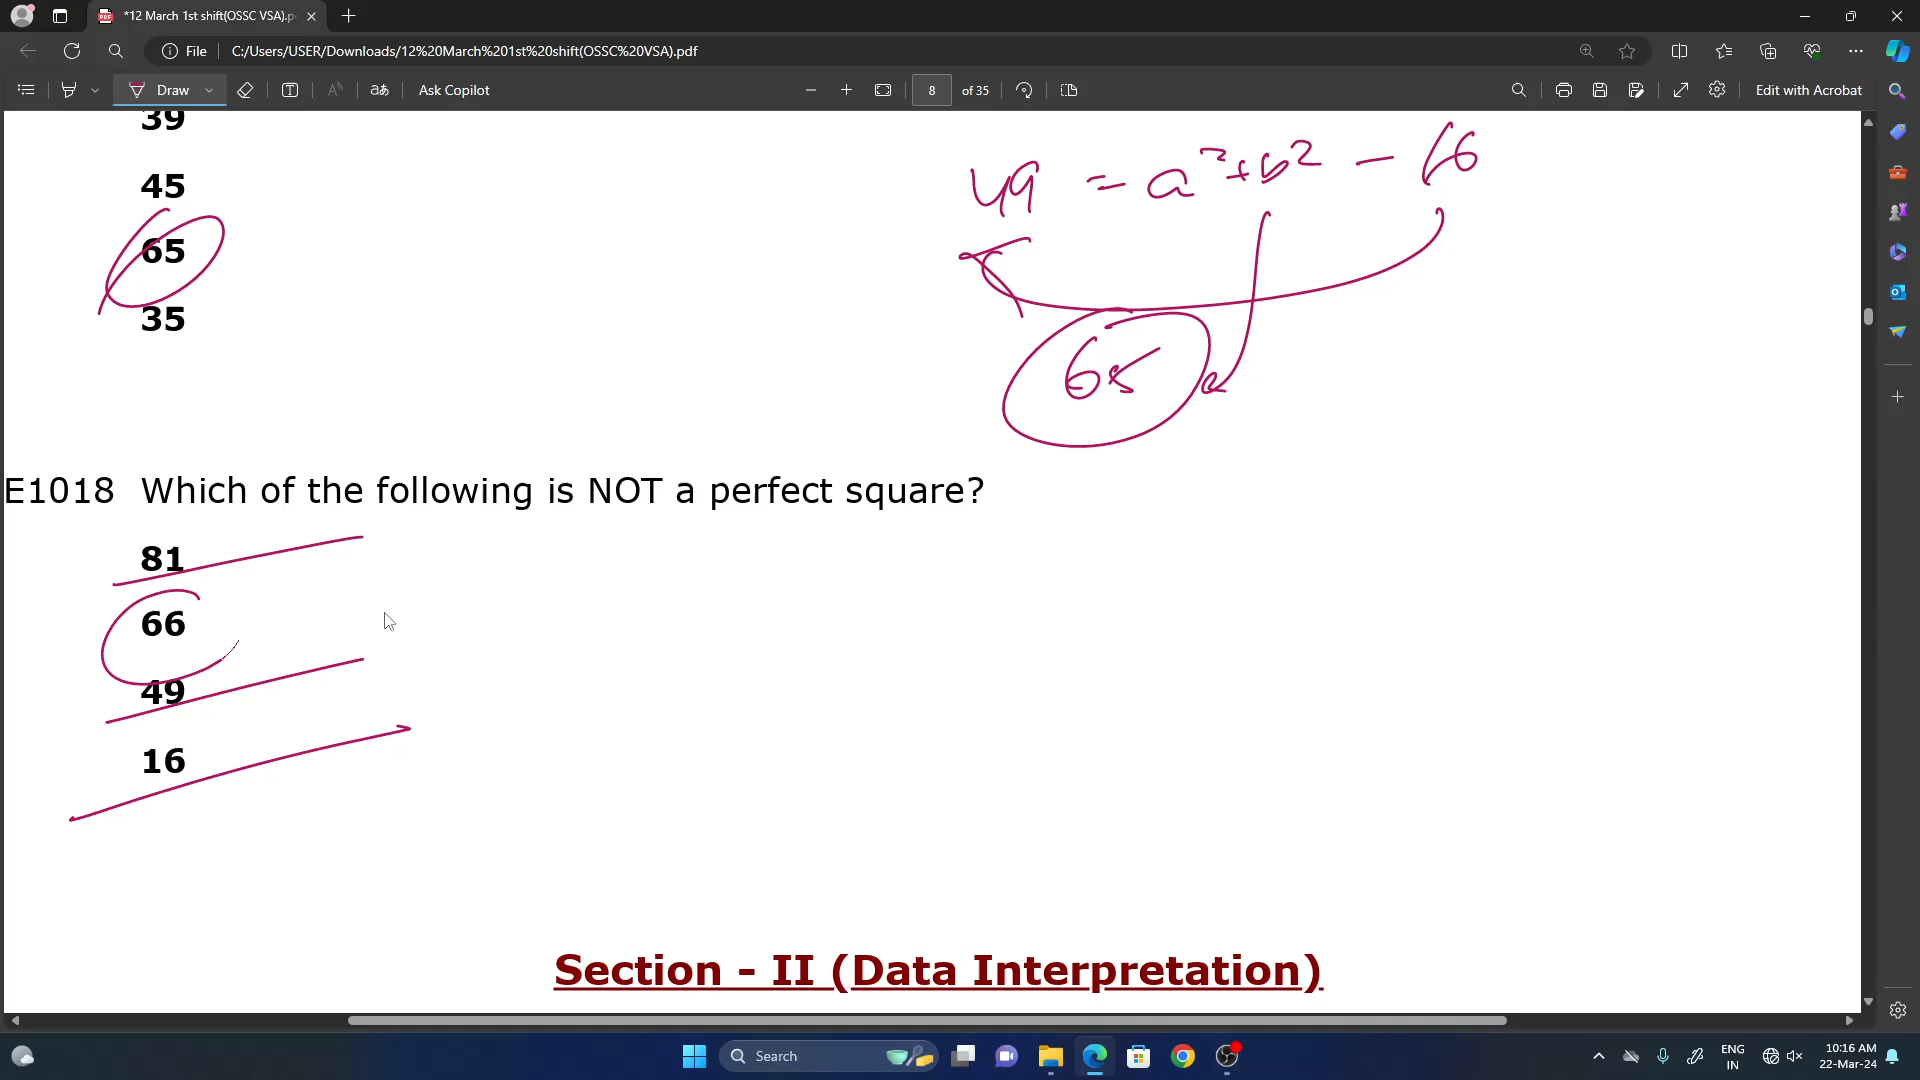 *12 March 1st shift(OSSC VSA).p
File
C:/Users/USER/Downloads/12%20March%201st%20shift(OSSC%20VSA).pdf
Draw
aあ
Ask Copilot
8
of 35
Edit with Acrobat
39
45
65
35
49 = a²+b² - 16
65
E1018 Which of the following is NOT a perfect square?
81
66
49
16
Section - II (Data Interpretation)
Search
ENG
IN
10:16 AM
22-Mar-24